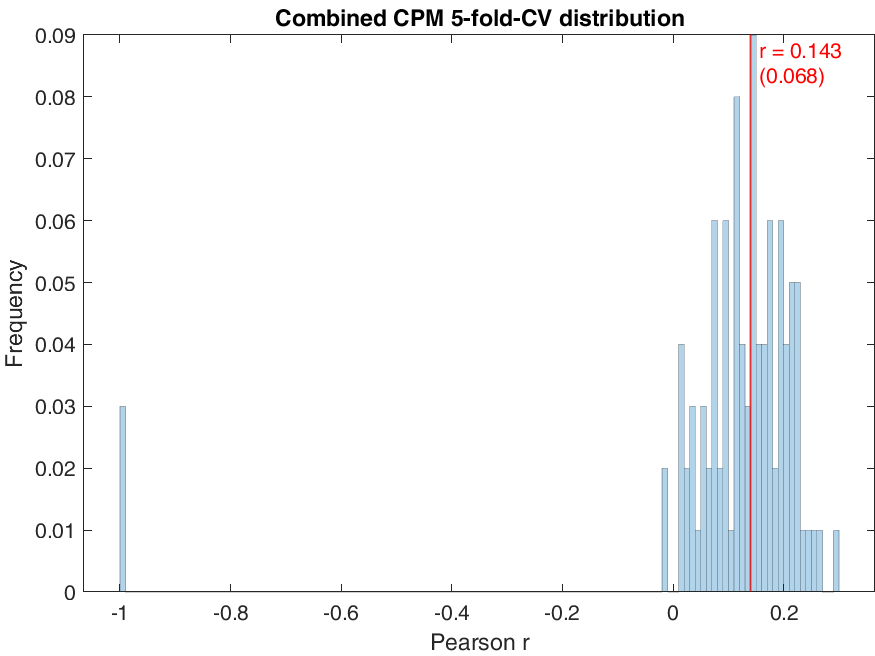 Combined CPM 5-fold-CV distribution
r = 0.143
(0.068)
0.09
0.08
0.07
0.06
0.05
0.04
0.03
0.02
0.01
0
Frequency
-1 -0.8 -0.6 -0.4 -0.2 0 0.2
Pearson r